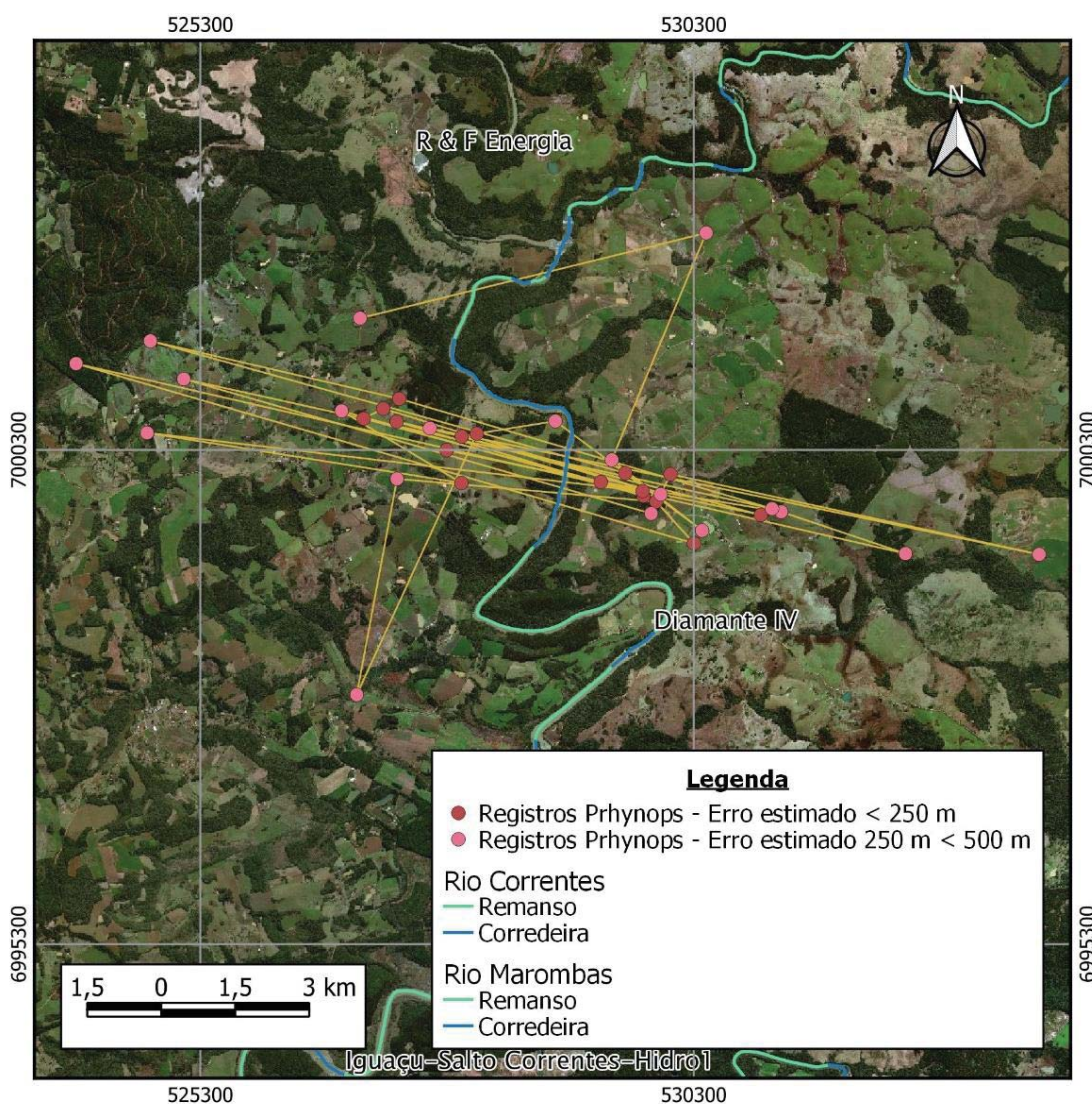 525300
530300
N
R & F Energia
7000300
7000300
Diamante IV
Legenda
Registros Prhynops - Erro estimado < 250 m
Registros Prhynops - Erro estimado 250 m < 500 m
Rio Correntes
Remanso
Corredeira
Rio Marombas
Remanso
Corredeira
6995300
6995300
1,5 0 1,5 3 km
Iguaçu-Salto Correntes-Hidro1
525300
530300